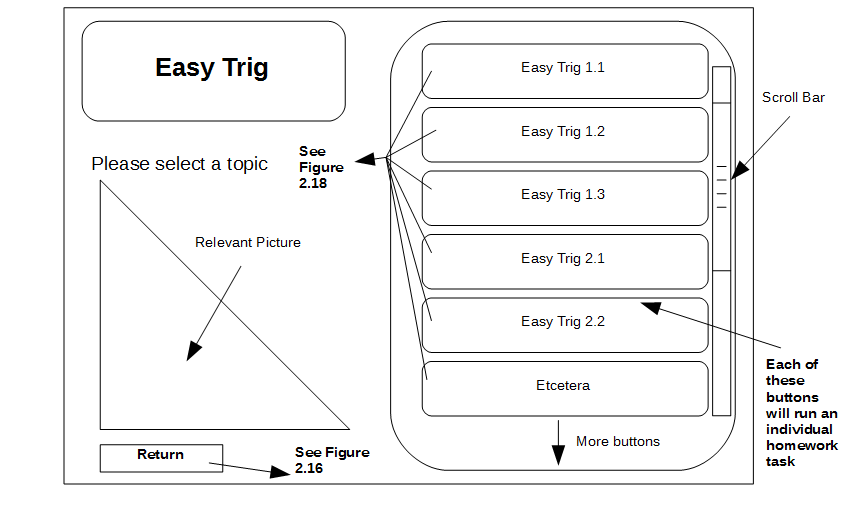 Easy Trig
Please select a topic
See
Figure
2.18
Relevant Picture
Return
See Figure
2.16
Easy Trig 1.1
Easy Trig 1.2
Easy Trig 1.3
Easy Trig 2.1
Easy Trig 2.2
Etcetera
More buttons
Scroll Bar
Each of
these
buttons
will run an
individual
homework
task